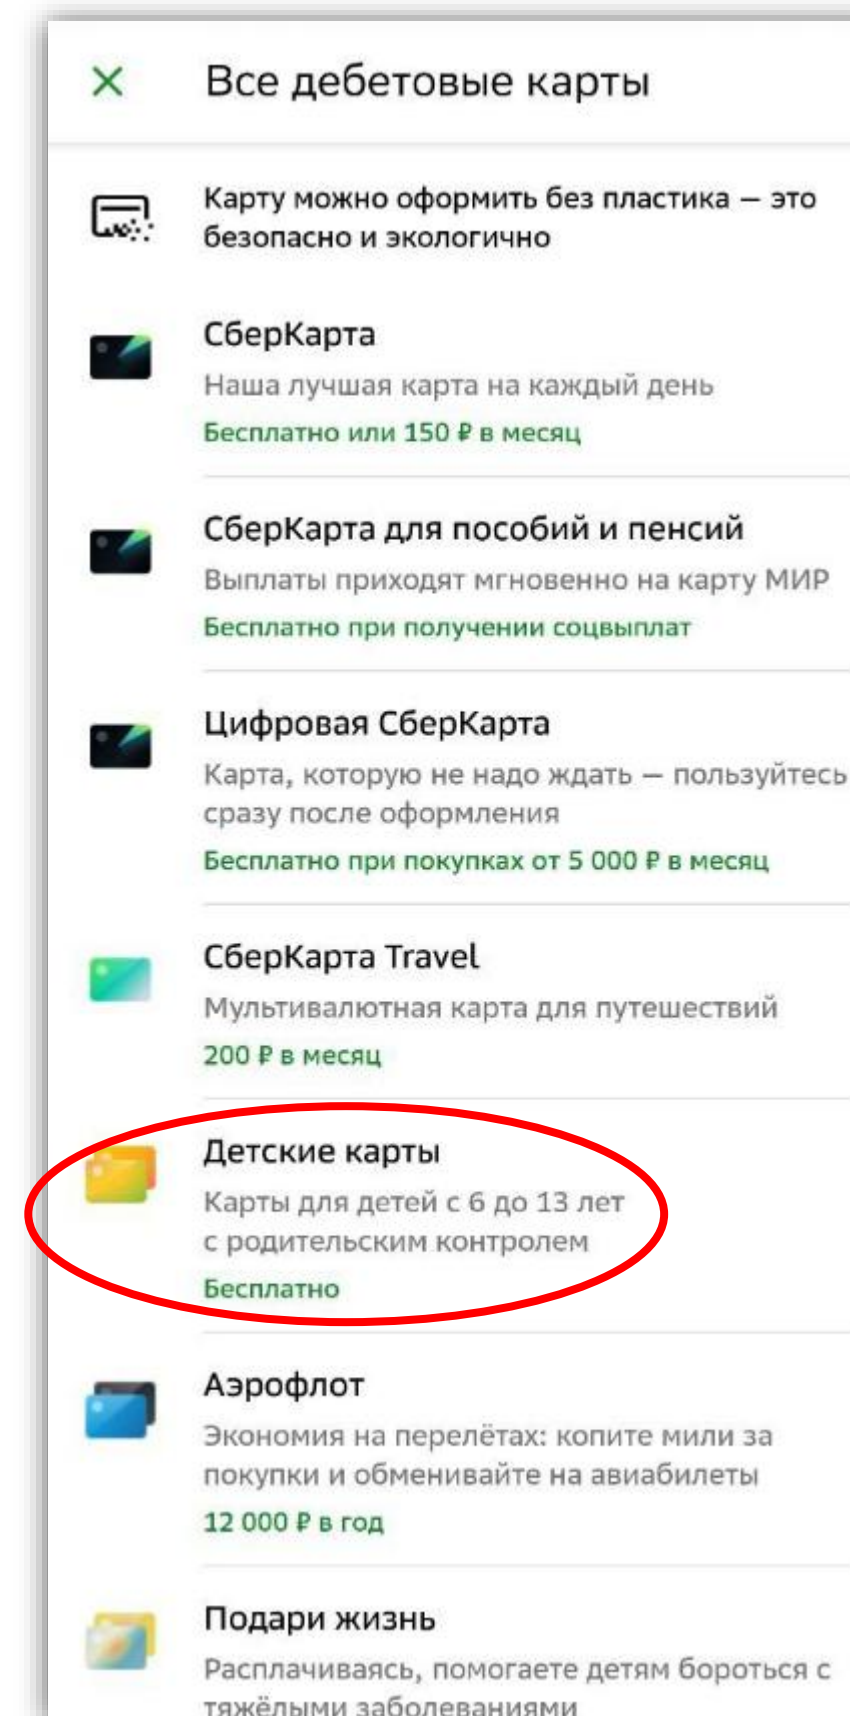 Все дебетовые карты
Карту можно оформить без пластика — это
безопасно и экологично
СберКарта
Наша лучшая карта на каждый день
Бесплатно или 150 ₽ в месяц
СберКарта для пособий и пенсий
Выплаты приходят мгновенно на карту МИР
Бесплатно при получении соцвыплат
Цифровая СберКарта
Карта, которую не надо ждать — пользуйтесь
сразу после оформления
Бесплатно при покупках от 5 000 ₽ в месяц
СберКарта Travel
Мультивалютная карта для путешествий
200 ₽ в месяц
Детские карты
Карты для детей с 6 до 13 лет
с родительским контролем
Бесплатно
Аэрофлот
Экономия на перелётах: копите мили за
покупки и обменивайте на авиабилеты
12 000 ₽ в год
Подари жизнь
Расплачиваясь, помогаете детям бороться с
тяжёлыми заболеваниями